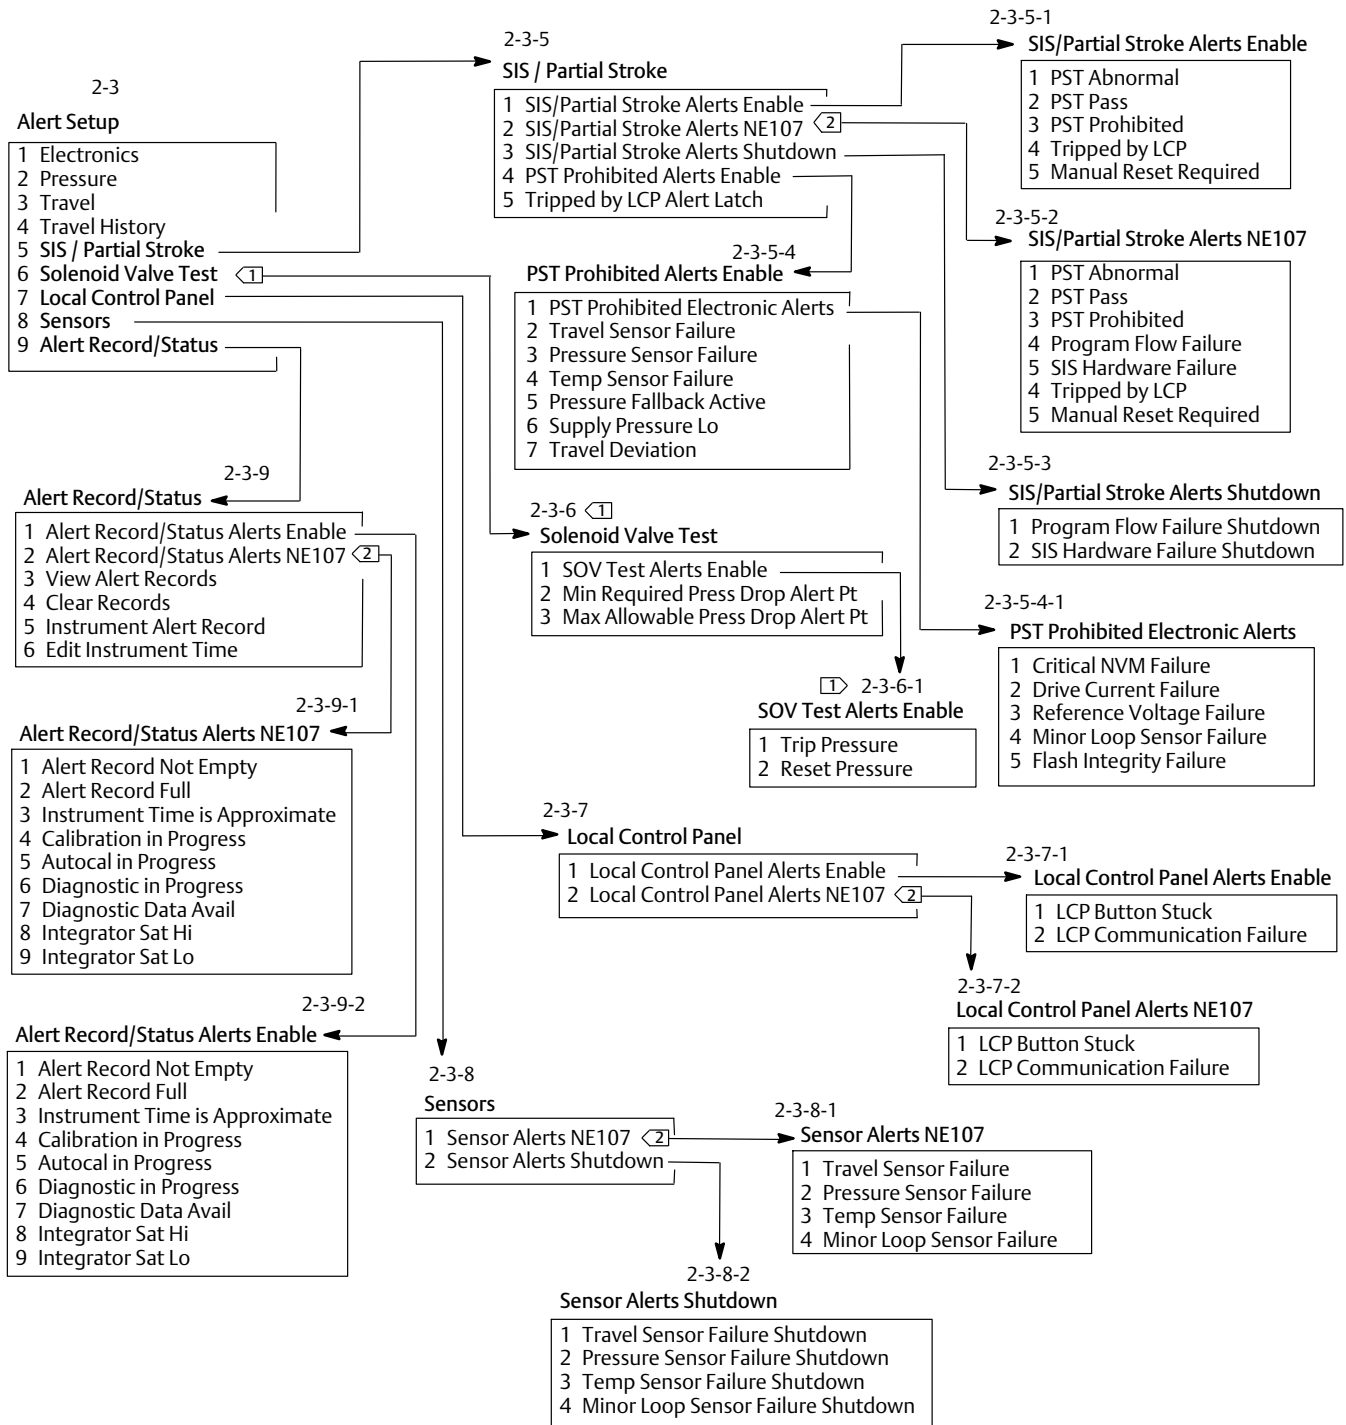 2-3
Alert Setup
1 Electronics
2 Pressure
3 Travel
4 Travel History
5 SIS / Partial Stroke
6 Solenoid Valve Test 1
7 Local Control Panel
8 Sensors
9 Alert Record/Status
2-3-5
SIS / Partial Stroke
1 SIS/Partial Stroke Alerts Enable
2 SIS/Partial Stroke Alerts NE107 2
3 SIS/Partial Stroke Alerts Shutdown
4 PST Prohibited Alerts Enable
5 Tripped by LCP Alert Latch
2-3-5-1
SIS/Partial Stroke Alerts Enable
1 PST Abnormal
2 PST Pass
3 PST Prohibited
4 Tripped by LCP
5 Manual Reset Required
2-3-5-2
SIS/Partial Stroke Alerts NE107
1 PST Abnormal
2 PST Pass
3 PST Prohibited
4 Program Flow Failure
5 SIS Hardware Failure
4 Tripped by LCP
5 Manual Reset Required
2-3-5-4
PST Prohibited Alerts Enable
1 PST Prohibited Electronic Alerts
2 Travel Sensor Failure
3 Pressure Sensor Failure
4 Temp Sensor Failure
5 Pressure Fallback Active
6 Supply Pressure Lo
7 Travel Deviation
2-3-5-3
SIS/Partial Stroke Alerts Shutdown
1 Program Flow Failure Shutdown
2 SIS Hardware Failure Shutdown
2-3-9
Alert Record/Status
1 Alert Record/Status Alerts Enable
2 Alert Record/Status Alerts NE107 2
3 View Alert Records
4 Clear Records
5 Instrument Alert Record
6 Edit Instrument Time
2-3-6 1
Solenoid Valve Test
1 SOV Test Alerts Enable
2 Min Required Press Drop Alert Pt
3 Max Allowable Press Drop Alert Pt
2-3-5-4-1
PST Prohibited Electronic Alerts
1 Critical NVM Failure
2 Drive Current Failure
3 Reference Voltage Failure
4 Minor Loop Sensor Failure
5 Flash Integrity Failure
1 2-3-6-1
SOV Test Alerts Enable
1 Trip Pressure
2 Reset Pressure
2-3-9-1
Alert Record/Status Alerts NE107
1 Alert Record Not Empty
2 Alert Record Full
3 Instrument Time is Approximate
4 Calibration in Progress
5 Autocal in Progress
6 Diagnostic in Progress
7 Diagnostic Data Avail
8 Integrator Sat Hi
9 Integrator Sat Lo
2-3-7
Local Control Panel
1 Local Control Panel Alerts Enable
2 Local Control Panel Alerts NE107 2
2-3-7-1
Local Control Panel Alerts Enable
1 LCP Button Stuck
2 LCP Communication Failure
2-3-7-2
Local Control Panel Alerts NE107
1 LCP Button Stuck
2 LCP Communication Failure
2-3-9-2
Alert Record/Status Alerts Enable
1 Alert Record Not Empty
2 Alert Record Full
3 Instrument Time is Approximate
4 Calibration in Progress
5 Autocal in Progress
6 Diagnostic in Progress
7 Diagnostic Data Avail
8 Integrator Sat Hi
9 Integrator Sat Lo
2-3-8
Sensors
1 Sensor Alerts NE107 2
2 Sensor Alerts Shutdown
2-3-8-1
Sensor Alerts NE107
1 Travel Sensor Failure
2 Pressure Sensor Failure
3 Temp Sensor Failure
4 Minor Loop Sensor Failure
2-3-8-2
Sensor Alerts Shutdown
1 Travel Sensor Failure Shutdown
2 Pressure Sensor Failure Shutdown
3 Temp Sensor Failure Shutdown
4 Minor Loop Sensor Failure Shutdown